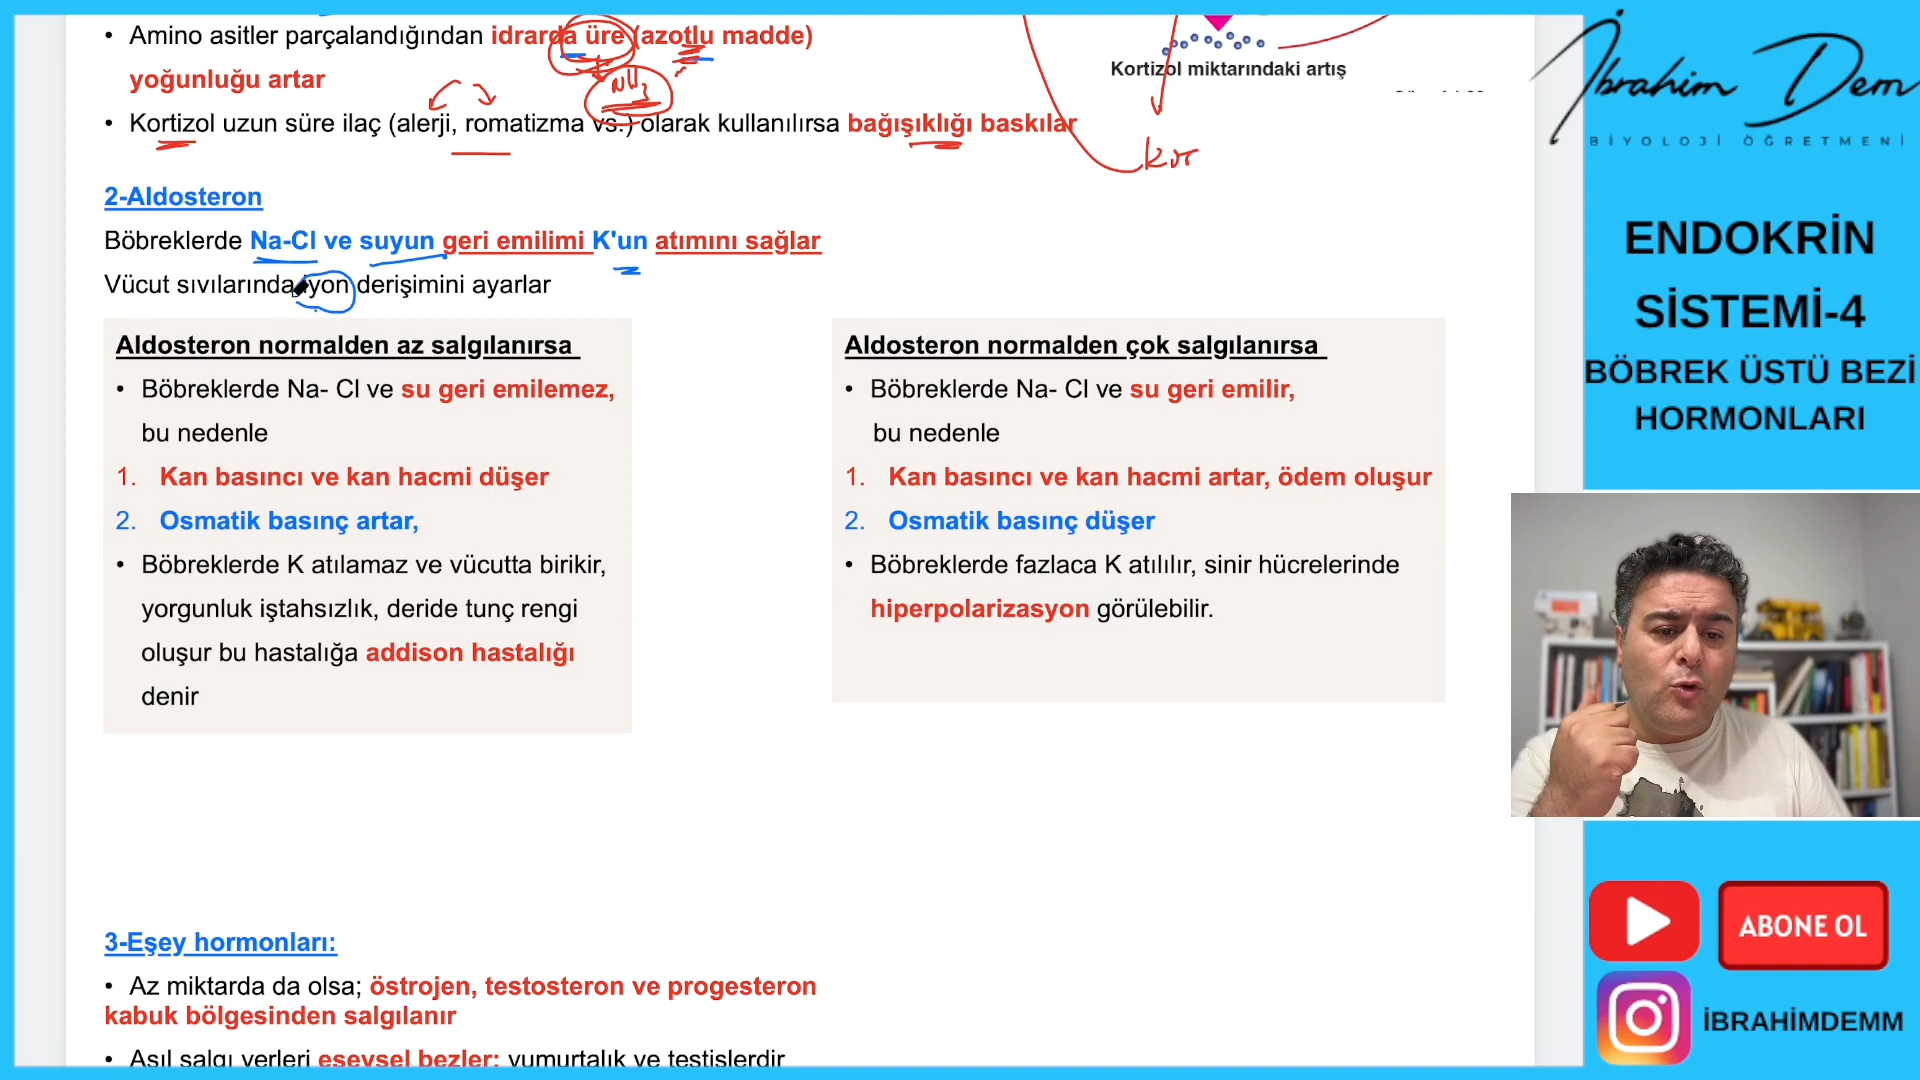 • Amino asitler parçalandığından idrarda üre (azotlu madde)
yoğunluğu artar
NH3
• Kortizol uzun süre ilaç (alerji, romatizma vs.) olarak kullanılırsa bağışıklığı baskılar
Kortizol miktarındaki artış
kor
2-Aldosteron
Böbreklerde Na-Cl ve suyun geri emilimi K'un atımını sağlar
Vücut sıvılarında iyon derişimini ayarlar
Aldosteron normalden az salgılanırsa
• Böbreklerde Na- Cl ve su geri emilemez,
bu nedenle
1. Kan basıncı ve kan hacmi düşer
2. Osmatik basınç artar,
• Böbreklerde K atılamaz ve vücutta birikir,
yorgunluk iştahsızlık, deride tunç rengi
oluşur bu hastalığa addison hastalığı
denir
Aldosteron normalden çok salgılanırsa
• Böbreklerde Na- Cl ve su geri emilir,
bu nedenle
1. Kan basıncı ve kan hacmi artar, ödem oluşur
2. Osmatik basınç düşer
• Böbreklerde fazlaca K atılılır, sinir hücrelerinde
hiperpolarizasyon görülebilir.
3-Eşey hormonları:
• Az miktarda da olsa; östrojen, testosteron ve progesteron
kabuk bölgesinden salgılanır
• Asıl salgı yerleri eşeysel bezler; yumurtalık ve testislerdir
İbrahim Dem
BİYOLOJİ ÖĞRETMENİ
ENDOKRİN
SİSTEMİ-4
BÖBREK ÜSTÜ BEZİ
HORMONLARI
ABONE OL
İBRAHİMDEMM